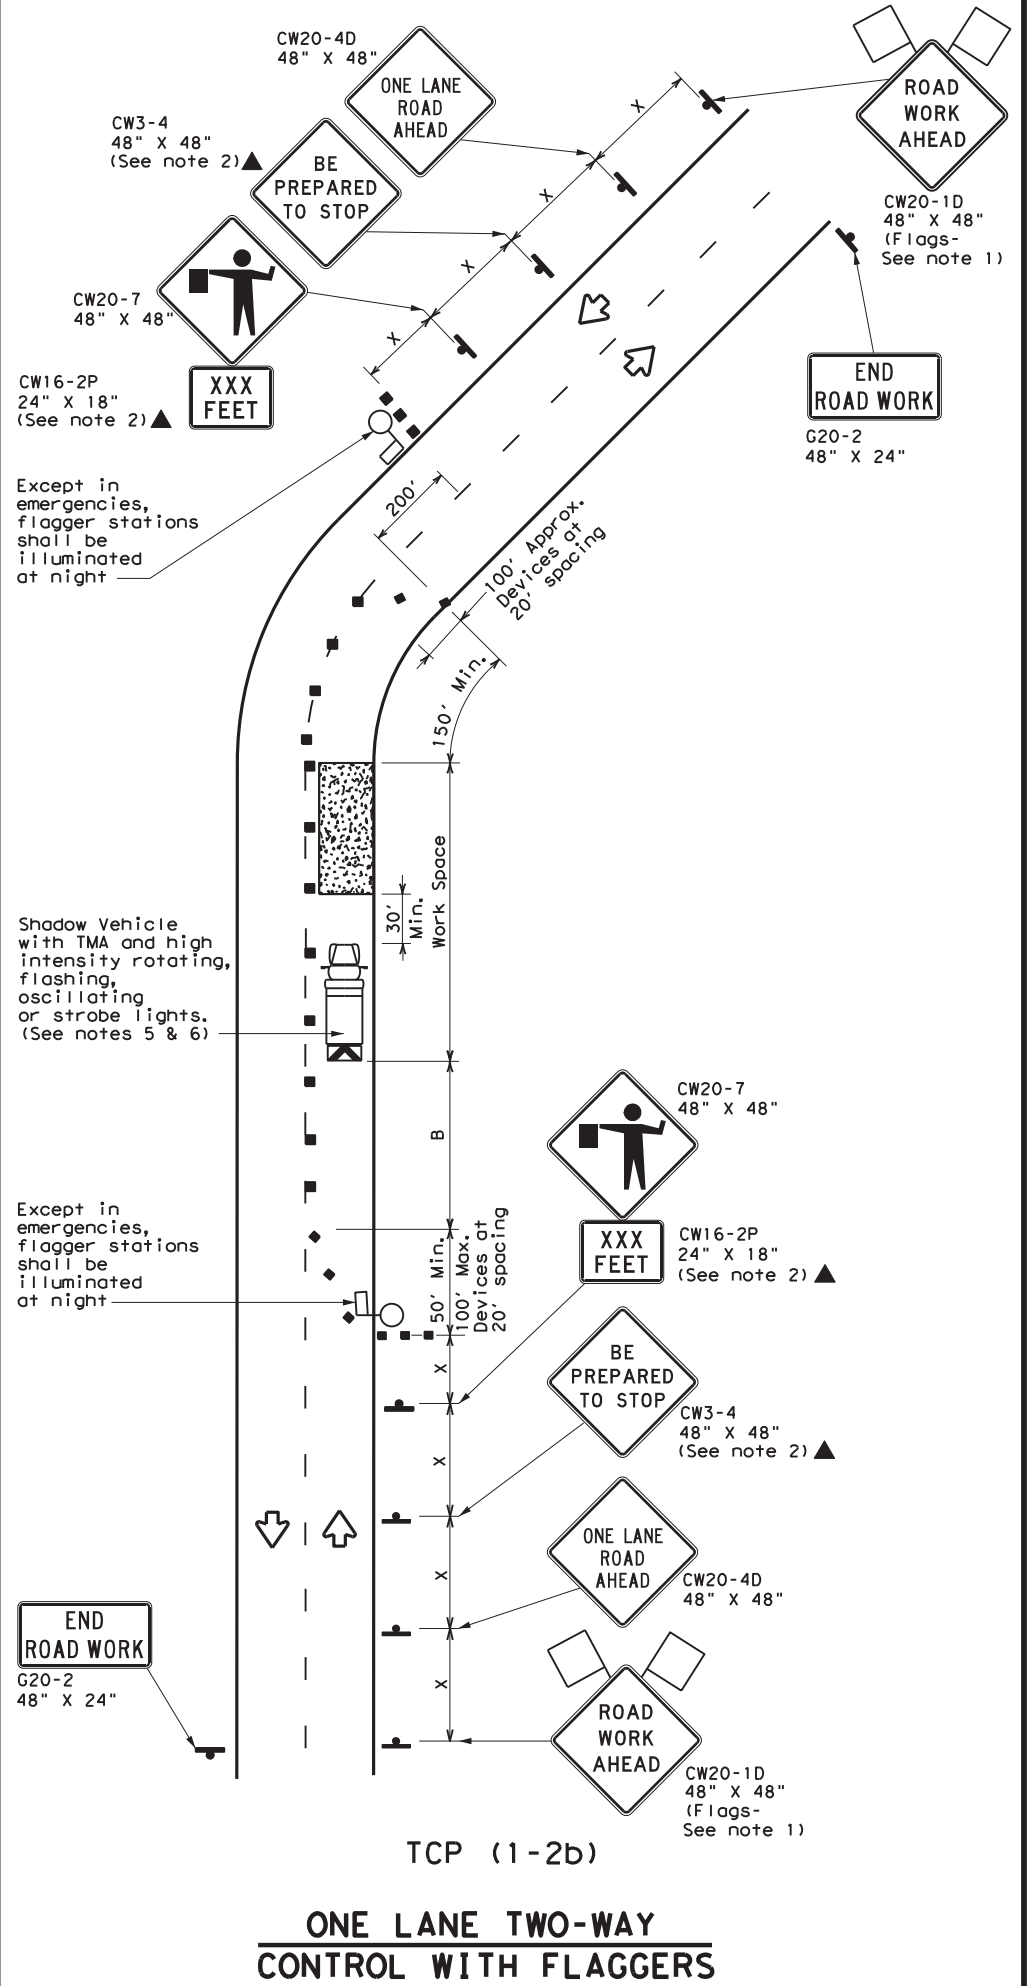 CW20-4D
48" X 48"
ONE LANE
ROAD
AHEAD
ROAD
WORK
AHEAD
CW20-1D
48" X 48"
(Flags-
See note 1)
CW3-4
48" X 48"
(See note 2)
BE
PREPARED
TO STOP
CW20-7
48" X 48"
CW16-2P
24" X 18"
(See note 2)
XXX
FEET
X
X
X
X
END
ROAD WORK
G20-2
48" X 24"
Except in
emergencies,
flagger stations
shall be
illuminated
at night
200'
100' Approx.
Devices at
20' spacing
150' Min.
Work Space
30'
Min.
Shadow Vehicle
with TMA and high
intensity rotating,
flashing,
oscillating
or strobe lights.
(See notes 5 & 6)
B
CW20-7
48" X 48"
XXX
FEET
CW16-2P
24" X 18"
(See note 2)
Except in
emergencies,
flagger stations
shall be
illuminated
at night
50' Min.
100' Max.
Devices at
20' spacing
X
X
X
X
BE
PREPARED
TO STOP
CW3-4
48" X 48"
(See note 2)
ONE LANE
ROAD
AHEAD
CW20-4D
48" X 48"
END
ROAD WORK
G20-2
48" X 24"
ROAD
WORK
AHEAD
CW20-1D
48" X 48"
(Flags-
See note 1)
TCP (1-2b)
ONE LANE TWO-WAY
CONTROL WITH FLAGGERS